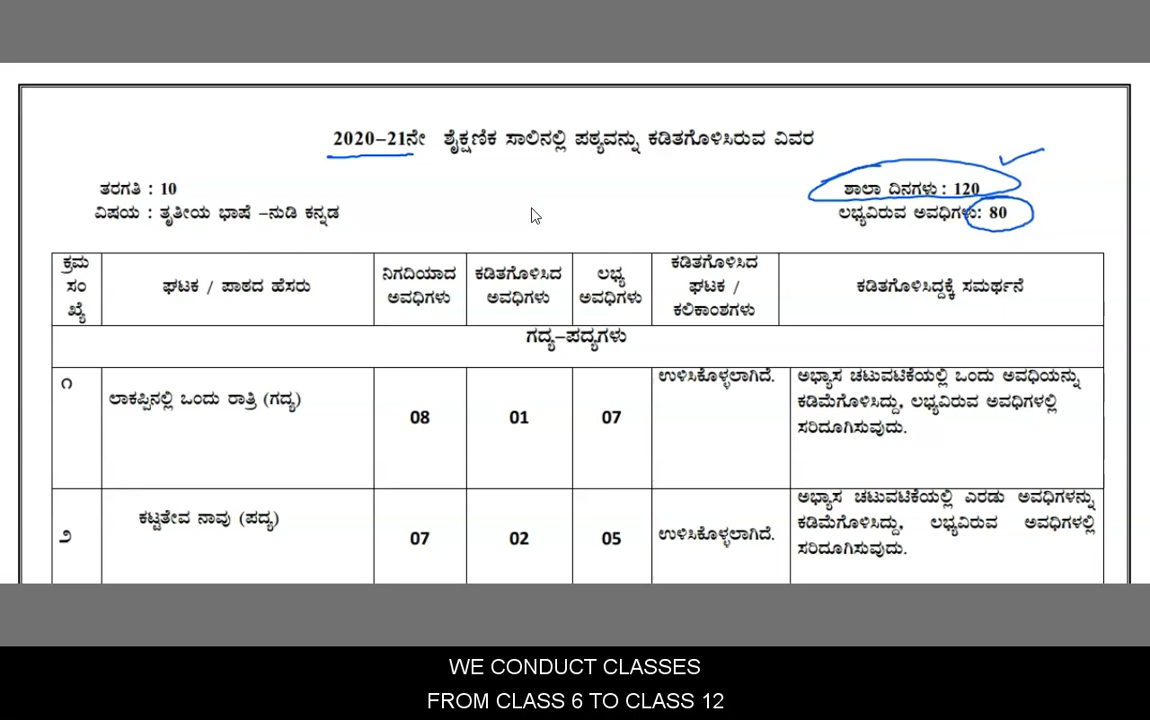 2020-21ನೇ ಶೈಕ್ಷಣಿಕ ಸಾಲಿನಲ್ಲಿ ಪಠ್ಯವನ್ನು ಕಡಿತಗೊಳಿಸಿರುವ ವಿವರ
ತರಗತಿ : 10
ಶಾಲಾ ದಿನಗಳು : 120
ವಿಷಯ : ತೃತೀಯ ಭಾಷೆ –ನುಡಿ ಕನ್ನಡ
ಲಭ್ಯವಿರುವ ಅವಧಿಗಳು: 80
ಕ್ರಮ
ಸಂ
ಖ್ಯೆ
ಘಟಕ / ಪಾಠದ ಹೆಸರು
ನಿಗದಿಯಾದ
ಅವಧಿಗಳು
ಕಡಿತಗೊಳಿಸಿದ
ಅವಧಿಗಳು
ಲಭ್ಯ
ಅವಧಿಗಳು
ಕಡಿತಗೊಳಿಸಿದ
ಘಟಕ /
ಕಲಿಕಾಂಶಗಳು
ಕಡಿತಗೊಳಿಸಿದ್ದಕ್ಕೆ ಸಮರ್ಥನೆ
ಗದ್ಯ–ಪದ್ಯಗಳು
೧
ಲಾಕಪ್ಪಿನಲ್ಲಿ ಒಂದು ರಾತ್ರಿ (ಗದ್ಯ)
08
01
07
ಉಳಿಸಿಕೊಳ್ಳಲಾಗಿದೆ.
ಅಭ್ಯಾಸ ಚಟುವಟಿಕೆಯಲ್ಲಿ ಒಂದು ಅವಧಿಯನ್ನು
ಕಡಿಮೆಗೊಳಿಸಿದ್ದು, ಲಭ್ಯವಿರುವ ಅವಧಿಗಳಲ್ಲಿ
ಸರಿದೂಗಿಸುವುದು.
೨
ಕಟ್ಟತೇವ ನಾವು (ಪದ್ಯ)
07
02
05
ಉಳಿಸಿಕೊಳ್ಳಲಾಗಿದೆ.
ಅಭ್ಯಾಸ ಚಟುವಟಿಕೆಯಲ್ಲಿ ಎರಡು ಅವಧಿಗಳನ್ನು
ಕಡಿಮೆಗೊಳಿಸಿದ್ದು, ಲಭ್ಯವಿರುವ ಅವಧಿಗಳಲ್ಲಿ
ಸರಿದೂಗಿಸುವುದು.
WE CONDUCT CLASSES
FROM CLASS 6 TO CLASS 12